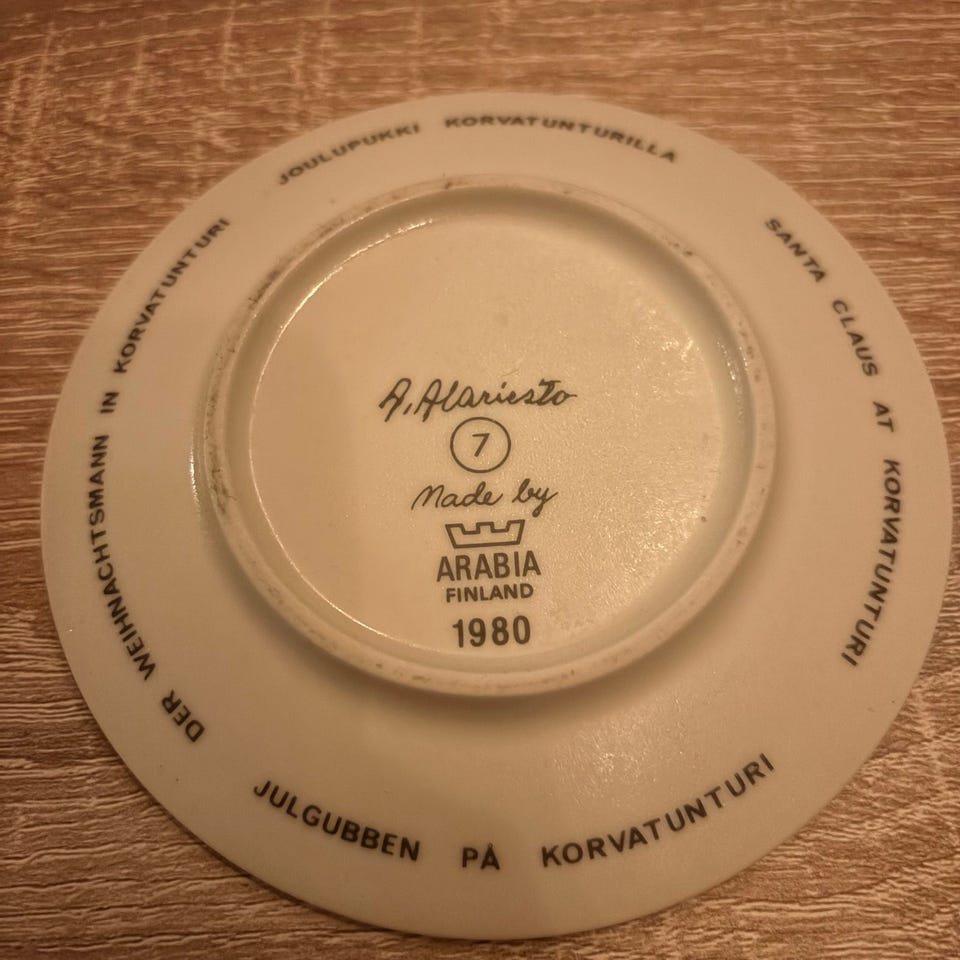 JOULUPUKKI KORVATUNTURILLA
SANTA CLAUS AT KORVATUNTURI
JULGUBBEN PÅ KORVATUNTURI
DER WEIHNACHTSMANN IN KORVATUNTURI
A. Alariesto
7
Made by
ARABIA
FINLAND
1980